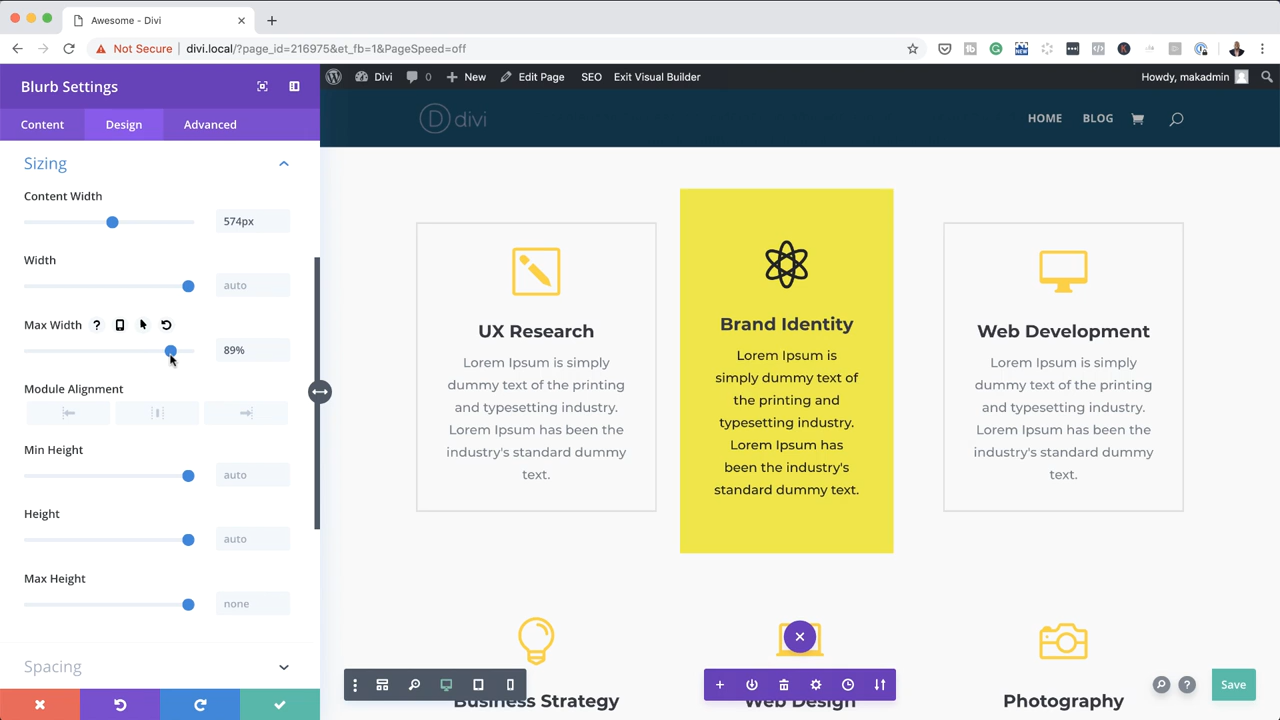 Awesome - Divi
Not Secure | divi.local/?page_id=216975&et_fb=1&PageSpeed=off
Blurb Settings
Divi
0
New
Edit Page
SEO
Exit Visual Builder
Howdy, makadmin
Content
Design
Advanced
divi
HOME
BLOG
Sizing
Content Width
574px
Width
auto
Max Width
89%
Module Alignment
Min Height
auto
Height
auto
Max Height
none
Spacing
UX Research
Lorem Ipsum is simply
dummy text of the printing
and typesetting industry.
Lorem Ipsum has been the
industry's standard dummy
text.
Brand Identity
Lorem Ipsum is
simply dummy text of
the printing and
typesetting industry.
Lorem Ipsum has
been the industry's
standard dummy text.
Web Development
Lorem Ipsum is simply
dummy text of the printing
and typesetting industry.
Lorem Ipsum has been the
industry's standard dummy
text.
Business Strategy
Web Design
Photography
Save